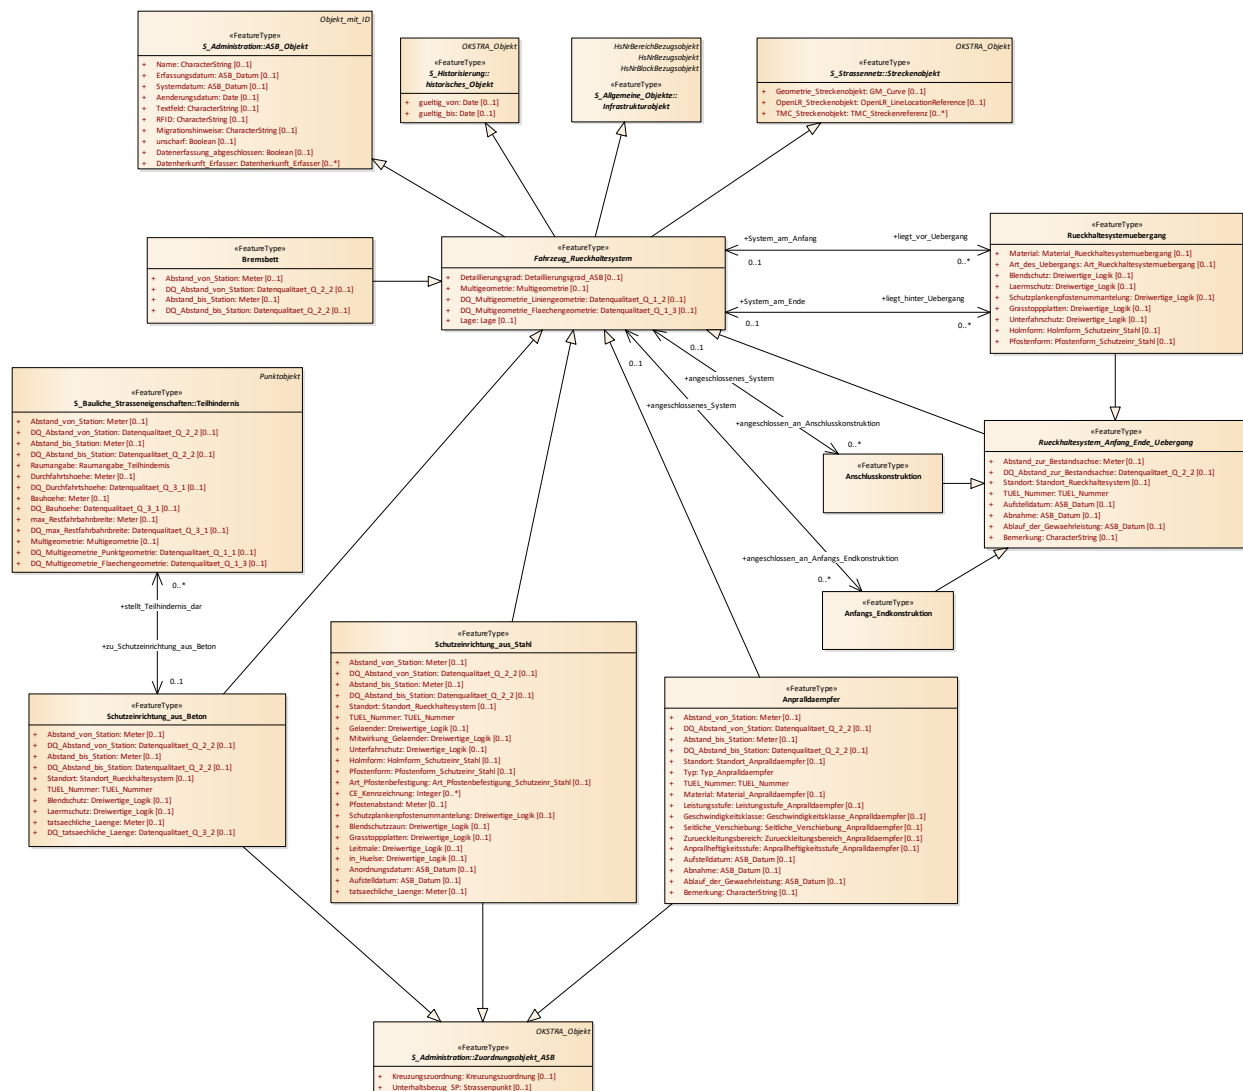 Objekt_mit_ID
«FeatureType»
S_Administration::ASB_Objekt
+ Name: CharacterString [0..1]
+ Erfassungsdatum: ASB_Datum [0..1]
+ Systemdatum: ASB_Datum [0..1]
+ Aenderungsdatum: Date [0..1]
+ Textfeld: CharacterString [0..1]
+ RFID: CharacterString [0..1]
+ Migrationshinweise: CharacterString [0..1]
+ unscharf: Boolean [0..1]
+ Datenerfassung_abgeschlossen: Boolean [0..1]
+ Datenherkunft_Erfasser: Datenherkunft_Erfasser [0..*]
OKSTRA_Objekt
«FeatureType»
S_Historisierung::
historisches_Objekt
+ gueltig_von: Date [0..1]
+ gueltig_bis: Date [0..1]
HsNrBereichBezugsobjekt
HsNrBezugsobjekt
HsNrBlockBezugsobjekt
«FeatureType»
S_Allgemeine_Objekte::
Infrastrukturobjekt
OKSTRA_Objekt
«FeatureType»
S_Strassennetz::Streckenobjekt
+ Geometrie_Streckenobjekt: GM_Curve [0..1]
+ OpenLR_Streckenobjekt: OpenLR_LineLocationReference [0..1]
+ TMC_Streckenobjekt: TMC_Streckenreferenz [0..*]
«FeatureType»
Bremsbett
+ Abstand_von_Station: Meter [0..1]
+ DQ_Abstand_von_Station: Datenqualitaet_Q_2_2 [0..1]
+ Abstand_bis_Station: Meter [0..1]
+ DQ_Abstand_bis_Station: Datenqualitaet_Q_2_2 [0..1]
«FeatureType»
Fahrzeug_Rueckhaltesystem
+ Detaillierungsgrad: Detaillierungsgrad_ASB [0..1]
+ Multigeometrie: Multigeometrie [0..1]
+ DQ_Multigeometrie_Liniengeometrie: Datenqualitaet_Q_1_2 [0..1]
+ DQ_Multigeometrie_Flaechengeometrie: Datenqualitaet_Q_1_3 [0..1]
+ Lage: Lage [0..1]
+System_am_Anfang
0..1
+liegt_vor_Uebergang
0..*
+System_am_Ende
0..1
+liegt_hinter_Uebergang
0..*
«FeatureType»
Rueckhaltesystemuebergang
+ Material: Material_Rueckhaltesystemuebergang [0..1]
+ Art_des_Uebergangs: Art_Rueckhaltesystemuebergang [0..1]
+ Blendschutz: Dreiwertige_Logik [0..1]
+ Laermschutz: Dreiwertige_Logik [0..1]
+ Schutzplankenpfostenummantelung: Dreiwertige_Logik [0..1]
+ Grasstoppplatten: Dreiwertige_Logik [0..1]
+ Unterfahrschutz: Dreiwertige_Logik [0..1]
+ Holmform: Holmform_Schutzeinr_Stahl [0..1]
+ Pfostenform: Pfostenform_Schutzeinr_Stahl [0..1]
0..1
+angeschlossenes_System
+angeschlossen_an_Anschlusskonstruktion
0..*
0..1
+angeschlossenes_System
+angeschlossen_an_Anfangs_Endkonstruktion
0..*
Punktobjekt
«FeatureType»
S_Bauliche_Strasseneigenschaften::Teilhindernis
+ Abstand_von_Station: Meter [0..1]
+ DQ_Abstand_von_Station: Datenqualitaet_Q_2_2 [0..1]
+ Abstand_bis_Station: Meter [0..1]
+ DQ_Abstand_bis_Station: Datenqualitaet_Q_2_2 [0..1]
+ Raumangabe: Raumangabe_Teilhindernis
+ Durchfahrtshoehe: Meter [0..1]
+ DQ_Durchfahrtshoehe: Datenqualitaet_Q_3_1 [0..1]
+ Bauhoehe: Meter [0..1]
+ DQ_Bauhoehe: Datenqualitaet_Q_3_1 [0..1]
+ max_Restfahrbahnbreite: Meter [0..1]
+ DQ_max_Restfahrbahnbreite: Datenqualitaet_Q_3_1 [0..1]
+ Multigeometrie: Multigeometrie [0..1]
+ DQ_Multigeometrie_Punktgeometrie: Datenqualitaet_Q_1_1 [0..1]
+ DQ_Multigeometrie_Flaechengeometrie: Datenqualitaet_Q_1_3 [0..1]
«FeatureType»
Anschlusskonstruktion
«FeatureType»
Rueckhaltesystem_Anfang_Ende_Uebergang
+ Abstand_zur_Bestandsachse: Meter [0..1]
+ DQ_Abstand_zur_Bestandsachse: Datenqualitaet_Q_2_2 [0..1]
+ Standort: Standort_Rueckhaltesystem [0..1]
+ TUEL_Nummer: TUEL_Nummer
+ Aufstelldatum: ASB_Datum [0..1]
+ Abnahme: ASB_Datum [0..1]
+ Ablauf_der_Gewaehrleistung: ASB_Datum [0..1]
+ Bemerkung: CharacterString [0..1]
«FeatureType»
Anfangs_Endkonstruktion
0..*
+stellt_Teilhindernis_dar
+zu_Schutzeinrichtung_aus_Beton
0..1
«FeatureType»
Schutzeinrichtung_aus_Beton
+ Abstand_von_Station: Meter [0..1]
+ DQ_Abstand_von_Station: Datenqualitaet_Q_2_2 [0..1]
+ Abstand_bis_Station: Meter [0..1]
+ DQ_Abstand_bis_Station: Datenqualitaet_Q_2_2 [0..1]
+ Standort: Standort_Rueckhaltesystem [0..1]
+ TUEL_Nummer: TUEL_Nummer
+ Blendschutz: Dreiwertige_Logik [0..1]
+ Laermschutz: Dreiwertige_Logik [0..1]
+ tatsaechliche_Laenge: Meter [0..1]
+ DQ_tatsaechliche_Laenge: Datenqualitaet_Q_3_2 [0..1]
«FeatureType»
Schutzeinrichtung_aus_Stahl
+ Abstand_von_Station: Meter [0..1]
+ DQ_Abstand_von_Station: Datenqualitaet_Q_2_2 [0..1]
+ Abstand_bis_Station: Meter [0..1]
+ DQ_Abstand_bis_Station: Datenqualitaet_Q_2_2 [0..1]
+ Standort: Standort_Rueckhaltesystem [0..1]
+ TUEL_Nummer: TUEL_Nummer
+ Gelaender: Dreiwertige_Logik [0..1]
+ Mitwirkung_Gelaender: Dreiwertige_Logik [0..1]
+ Unterfahrschutz: Dreiwertige_Logik [0..1]
+ Holmform: Holmform_Schutzeinr_Stahl [0..1]
+ Pfostenform: Pfostenform_Schutzeinr_Stahl [0..1]
+ Art_Pfostenbefestigung: Art_Pfostenbefestigung_Schutzeinr_Stahl [0..1]
+ CE_Kennzeichnung: Integer [0..*]
+ Pfostenabstand: Meter [0..1]
+ Schutzplankenpfostenummantelung: Dreiwertige_Logik [0..1]
+ Blendschutzzaun: Dreiwertige_Logik [0..1]
+ Grasstoppplatten: Dreiwertige_Logik [0..1]
+ Leitmale: Dreiwertige_Logik [0..1]
+ in_Huelse: Dreiwertige_Logik [0..1]
+ Anordnungsdatum: ASB_Datum [0..1]
+ Aufstelldatum: ASB_Datum [0..1]
+ tatsaechliche_Laenge: Meter [0..1]
«FeatureType»
Anpralldaempfer
+ Abstand_von_Station: Meter [0..1]
+ DQ_Abstand_von_Station: Datenqualitaet_Q_2_2 [0..1]
+ Abstand_bis_Station: Meter [0..1]
+ DQ_Abstand_bis_Station: Datenqualitaet_Q_2_2 [0..1]
+ Standort: Standort_Anpralldaempfer [0..1]
+ Typ: Typ_Anpralldaempfer
+ TUEL_Nummer: TUEL_Nummer
+ Material: Material_Anpralldaempfer [0..1]
+ Leistungsstufe: Leistungsstufe_Anpralldaempfer [0..1]
+ Geschwindigkeitsklasse: Geschwindigkeitsklasse_Anpralldaempfer [0..1]
+ Seitliche_Verschiebung: Seitliche_Verschiebung_Anpralldaempfer [0..1]
+ Zurueckleitungsbereich: Zurueckleitungsbereich_Anpralldaempfer [0..1]
+ Anprallheftigkeitsstufe: Anprallheftigkeitsstufe_Anpralldaempfer [0..1]
+ Aufstelldatum: ASB_Datum [0..1]
+ Abnahme: ASB_Datum [0..1]
+ Ablauf_der_Gewaehrleistung: ASB_Datum [0..1]
+ Bemerkung: CharacterString [0..1]
OKSTRA_Objekt
«FeatureType»
S_Administration::Zuordnungsobjekt_ASB
+ Kreuzungszuordnung: Kreuzungszuordnung [0..1]
+ Unterhaltsbezug_SP: Strassenpunkt [0..1]